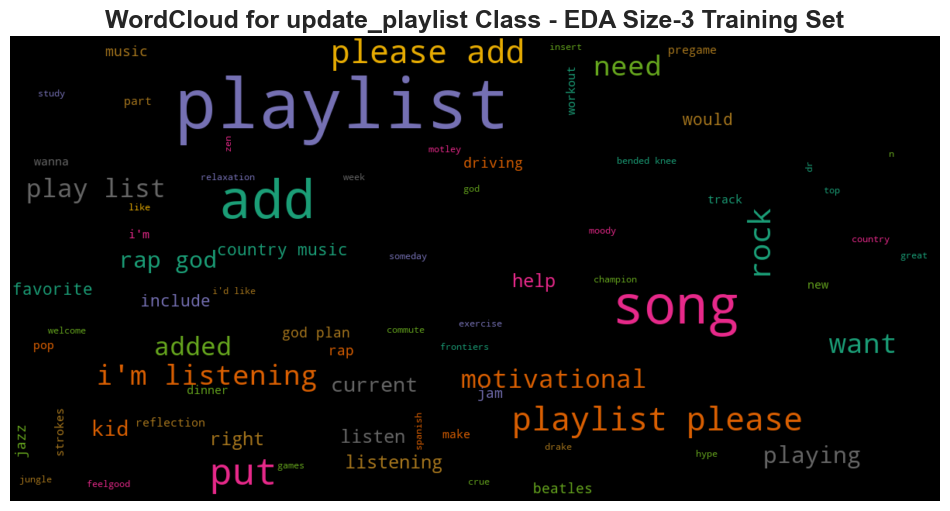 WordCloud for update_playlist Class - EDA Size-3 Training Set
music
please add
insert
pregame
need
study
part
playlist
workout
would
zen
motley
driving
bended knee
n
wanna
relaxation
week
god
dr
top
play list
like
add
track
rock
i'm
moody
country
rap god
country music
someday
great
favorite
include
i'd like
help
champion
new
song
welcome
god plan
commute
exercise
pop
added
rap
frontiers
want
i'm listening
dinner
current
motivational
jam
strokes
kid
reflection
playlist please
jazz
right
listen
spanish
make
drake
hype
playing
put
games
listening
jungle
feelgood
crue
beatles